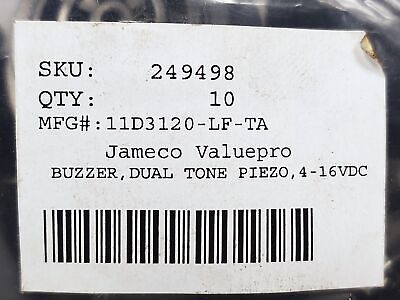 SKU: 249498
QTY: 10
MFG#:11D3120-LF-TA
Jameco Valuepro
BUZZER,DUAL TONE PIEZO,4-16VDC